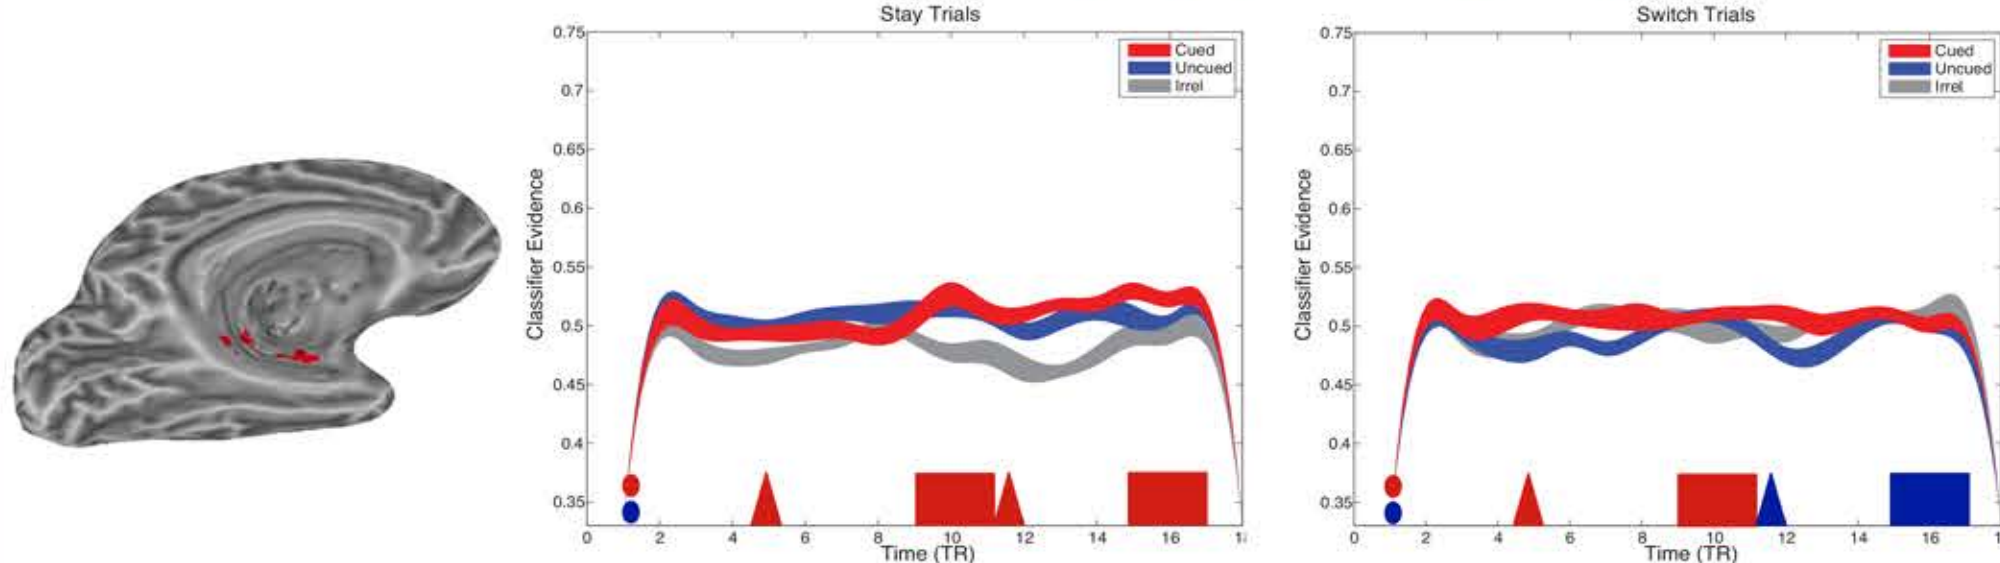 Stay Trials
Classifier Evidence
0.75
0.7
0.65
0.6
0.55
0.5
0.45
0.4
0.35
Cued
Uncued
Irrel
0 2 4 6 8 10 12 14 16
Time (TR)
Switch Trials
Classifier Evidence
0.75
0.7
0.65
0.6
0.55
0.5
0.45
0.4
0.35
Cued
Uncued
Irrel
0 2 4 6 8 10 12 14 16
Time (TR)